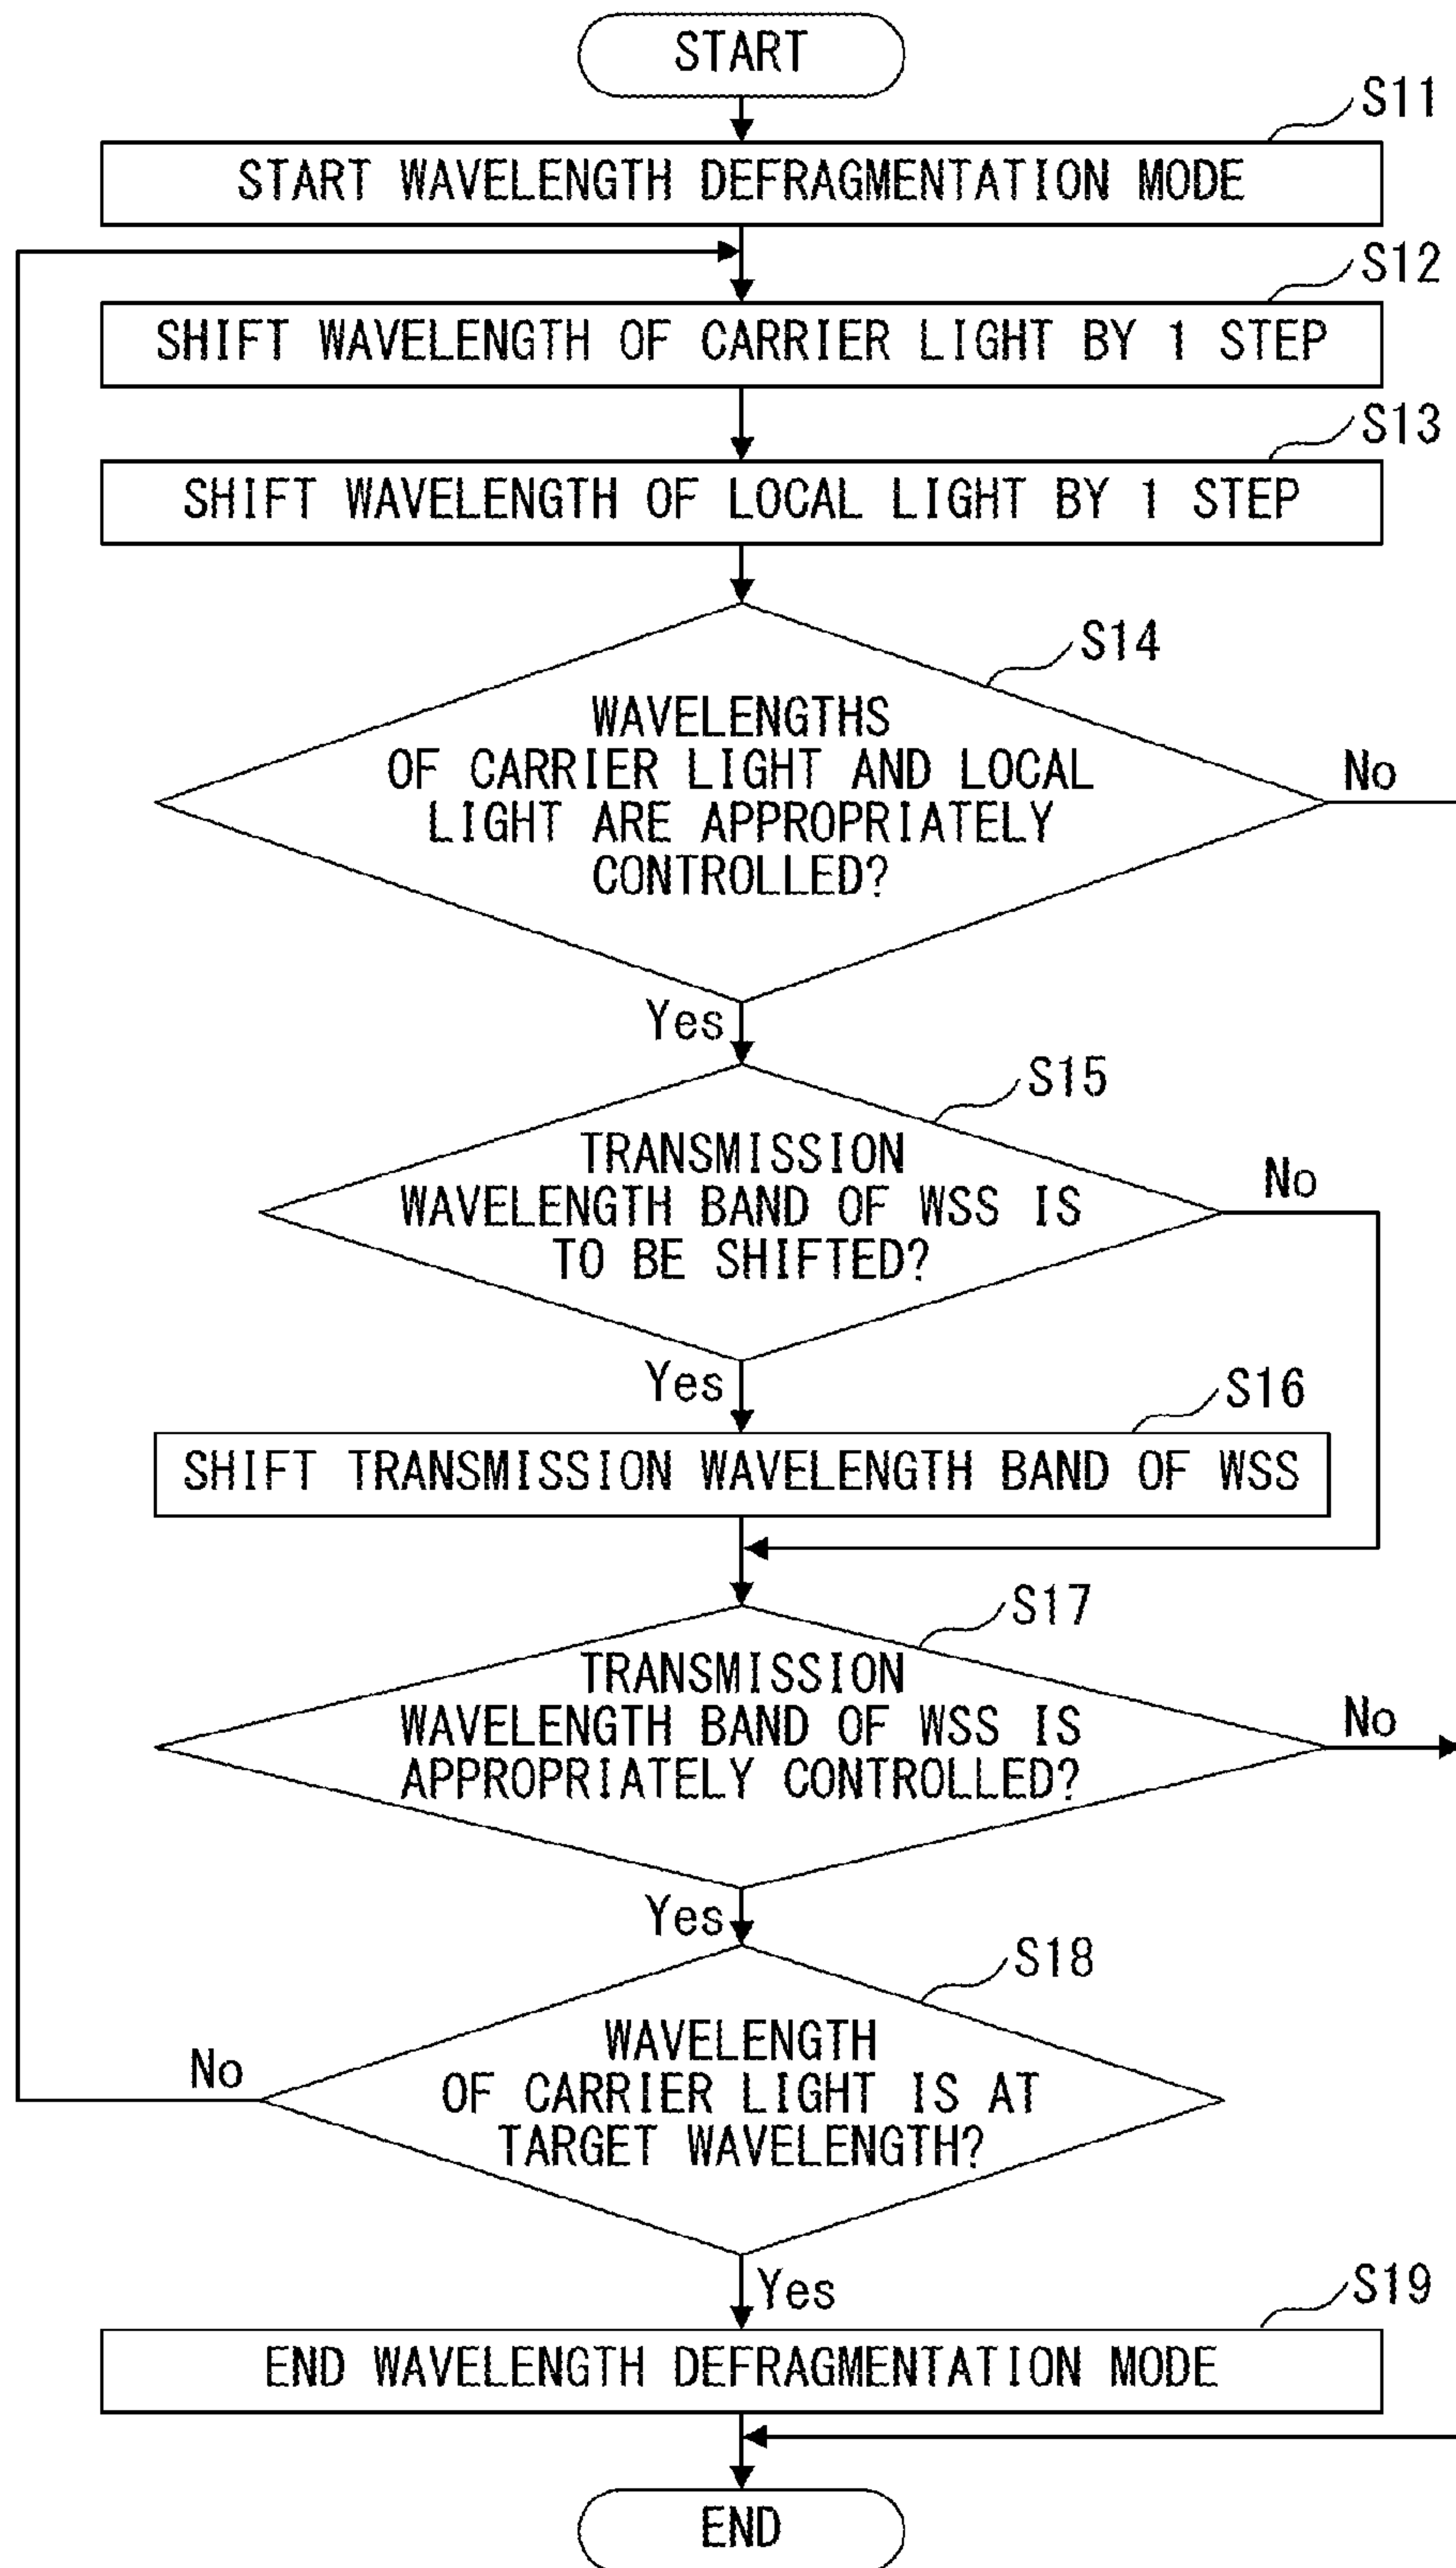 START
S11
START WAVELENGTH DEFRAGMENTATION MODE
S12
SHIFT WAVELENGTH OF CARRIER LIGHT BY 1 STEP
S13
SHIFT WAVELENGTH OF LOCAL LIGHT BY 1 STEP
S14
WAVELENGTHS
OF CARRIER LIGHT AND LOCAL
LIGHT ARE APPROPRIATELY
CONTROLLED?
No
Yes
S15
TRANSMISSION
WAVELENGTH BAND OF WSS IS
TO BE SHIFTED?
No
Yes
S16
SHIFT TRANSMISSION WAVELENGTH BAND OF WSS
S17
TRANSMISSION
WAVELENGTH BAND OF WSS IS
APPROPRIATELY CONTROLLED?
No
Yes
S18
WAVELENGTH
OF CARRIER LIGHT IS AT
TARGET WAVELENGTH?
No
Yes
S19
END WAVELENGTH DEFRAGMENTATION MODE
END